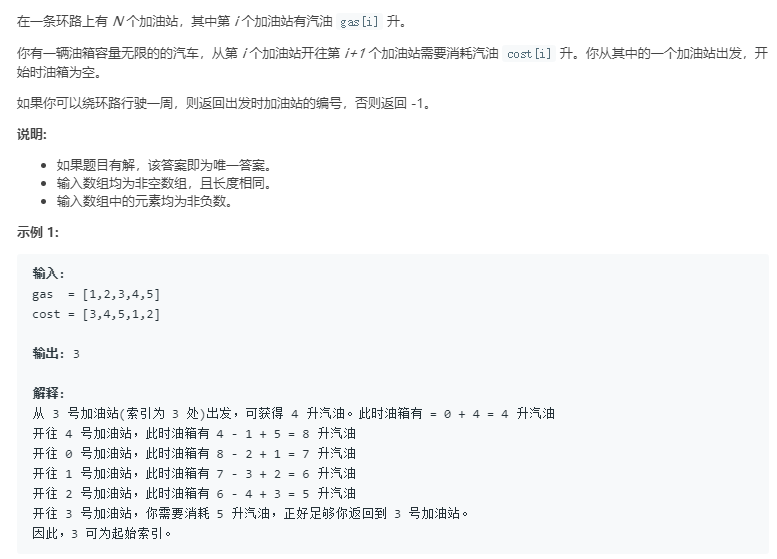 在一条环路上有 N 个加油站，其中第 i 个加油站有汽油 gas[i] 升。
你有一辆油箱容量无限的的汽车，从第 i 个加油站开往第 i+1 个加油站需要消耗汽油 cost[i] 升。你从其中的一个加油站出发，开
始时油箱为空。
如果你可以绕环路行驶一周，则返回出发时加油站的编号，否则返回 -1。
说明:
• 如果题目有解，该答案即为唯一答案。
• 输入数组均为非空数组，且长度相同。
• 输入数组中的元素均为非负数。
示例 1:
输入:
gas  = [1,2,3,4,5]
cost = [3,4,5,1,2]
输出: 3
解释:
从 3 号加油站(索引为 3 处)出发，可获得 4 升汽油。此时油箱有 = 0 + 4 = 4 升汽油
开往 4 号加油站，此时油箱有 4 - 1 + 5 = 8 升汽油
开往 0 号加油站，此时油箱有 8 - 2 + 1 = 7 升汽油
开往 1 号加油站，此时油箱有 7 - 3 + 2 = 6 升汽油
开往 2 号加油站，此时油箱有 6 - 4 + 3 = 5 升汽油
开往 3 号加油站，你需要消耗 5 升汽油，正好足够你返回到 3 号加油站。
因此，3 可为起始索引。